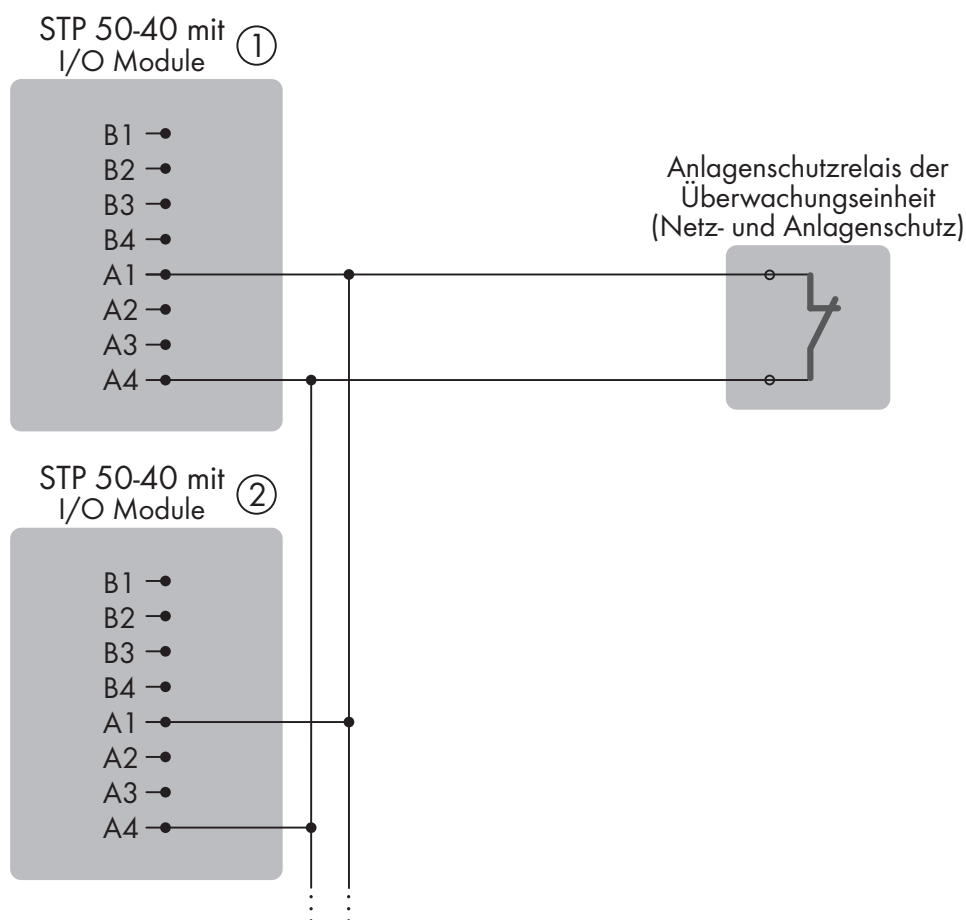 STP 50-40 mit
I/O Module
1
B1
B2
B3
B4
A1
A2
A3
A4
Anlagenschutzrelais der
Überwachungseinheit
(Netz- und Anlagenschutz)
STP 50-40 mit
I/O Module
2
B1
B2
B3
B4
A1
A2
A3
A4